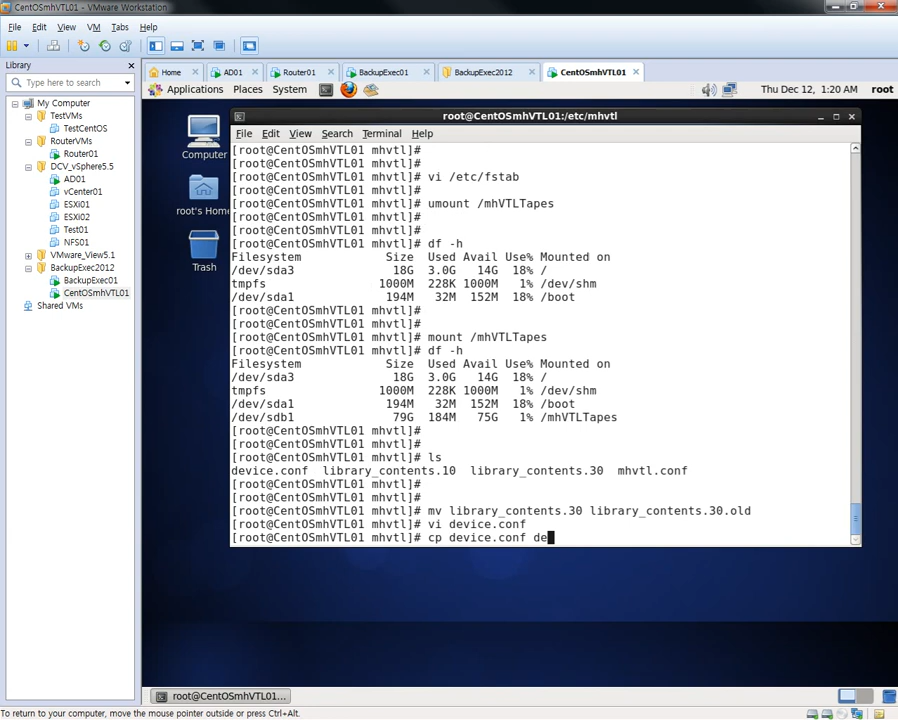 CentOSmhVTL01 - VMware Workstation
File Edit View VM Tabs Help
Library
Type here to search
Home AD01 Router01 BackupExec01 BackupExec2012 CentOSmhVTL01
Applications Places System
Thu Dec 12, 1:20 AM root
My Computer
TestVMs
TestCentOS
RouterVMs
Router01
DCV_vSphere5.5
AD01
vCenter01
ESXi01
ESXi02
Test01
NFS01
VMware_View5.1
BackupExec2012
BackupExec01
CentOSmhVTL01
Shared VMs
Computer
root's Home
Trash
root@CentOSmhVTL01:/etc/mhvtl
File Edit View Search Terminal Help
[root@CentOSmhVTL01 mhvtl]#
[root@CentOSmhVTL01 mhvtl]#
[root@CentOSmhVTL01 mhvtl]# vi /etc/fstab
[root@CentOSmhVTL01 mhvtl]#
[root@CentOSmhVTL01 mhvtl]# umount /mhVTLTapes
[root@CentOSmhVTL01 mhvtl]#
[root@CentOSmhVTL01 mhvtl]#
[root@CentOSmhVTL01 mhvtl]# df -h
Filesystem Size Used Avail Use% Mounted on
/dev/sda3 18G 3.0G 14G 18% /
tmpfs 1000M 228K 1000M 1% /dev/shm
/dev/sda1 194M 32M 152M 18% /boot
[root@CentOSmhVTL01 mhvtl]#
[root@CentOSmhVTL01 mhvtl]#
[root@CentOSmhVTL01 mhvtl]# mount /mhVTLTapes
[root@CentOSmhVTL01 mhvtl]# df -h
Filesystem Size Used Avail Use% Mounted on
/dev/sda3 18G 3.0G 14G 18% /
tmpfs 1000M 228K 1000M 1% /dev/shm
/dev/sda1 194M 32M 152M 18% /boot
/dev/sdb1 79G 184M 75G 1% /mhVTLTapes
[root@CentOSmhVTL01 mhvtl]#
[root@CentOSmhVTL01 mhvtl]#
[root@CentOSmhVTL01 mhvtl]# ls
device.conf library_contents.10 library_contents.30 mhvtl.conf
[root@CentOSmhVTL01 mhvtl]#
[root@CentOSmhVTL01 mhvtl]#
[root@CentOSmhVTL01 mhvtl]# mv library_contents.30 library_contents.30.old
[root@CentOSmhVTL01 mhvtl]# vi device.conf
[root@CentOSmhVTL01 mhvtl]# cp device.conf de
root@CentOSmhVTL01:...
To return to your computer, move the mouse pointer outside or press Ctrl+Alt.